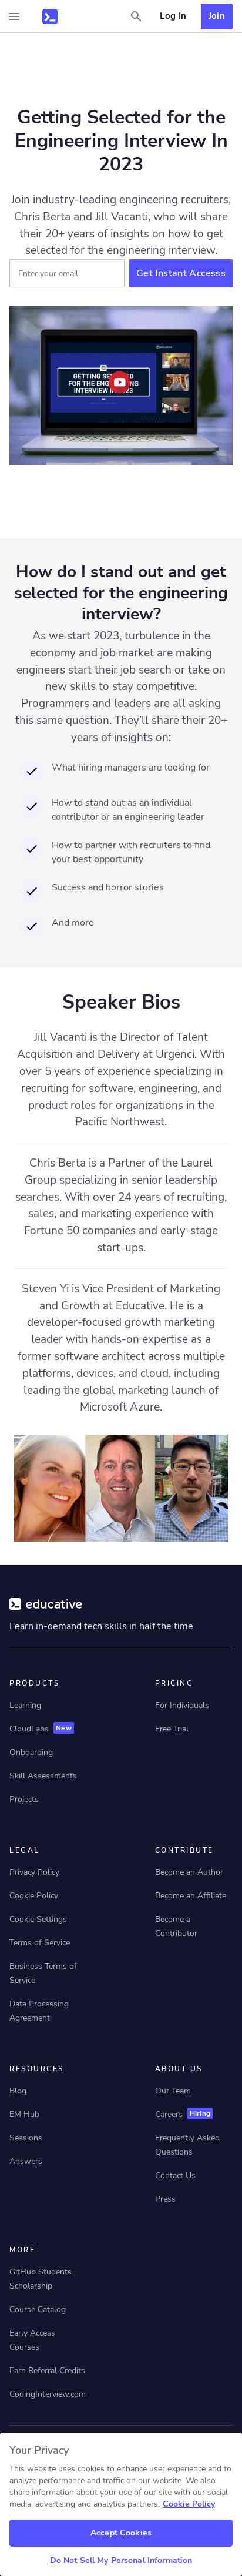 Log In
Join
Getting Selected for the
Engineering Interview In
2023
Join industry-leading engineering recruiters,
Chris Berta and Jill Vacanti, who will share
their 20+ years of insights on how to get
selected for the engineering interview.
Enter your email
Get Instant Accesss
GETTING SELECTED
FOR THE ENGINEERING
INTERVIEW IN 2023
How do I stand out and get
selected for the engineering
interview?
As we start 2023, turbulence in the
economy and job market are making
engineers start their job search or take on
new skills to stay competitive.
Programmers and leaders are all asking
this same question. They'll share their 20+
years of insights on:
What hiring managers are looking for
How to stand out as an individual
contributor or an engineering leader
How to partner with recruiters to find
your best opportunity
Success and horror stories
And more
Speaker Bios
Jill Vacanti is the Director of Talent
Acquisition and Delivery at Urgenci. With
over 5 years of experience specializing in
recruiting for software, engineering, and
product roles for organizations in the
Pacific Northwest.
Chris Berta is a Partner of the Laurel
Group specializing in senior leadership
searches. With over 24 years of recruiting,
sales, and marketing experience with
Fortune 50 companies and early-stage
start-ups.
Steven Yi is Vice President of Marketing
and Growth at Educative. He is a
developer-focused growth marketing
leader with hands-on expertise as a
former software architect across multiple
platforms, devices, and cloud, including
leading the global marketing launch of
Microsoft Azure.
educative
Learn in-demand tech skills in half the time
PRODUCTS
Learning
CloudLabs New
Onboarding
Skill Assessments
Projects
PRICING
For Individuals
Free Trial
LEGAL
Privacy Policy
Cookie Policy
Cookie Settings
Terms of Service
Business Terms of
Service
Data Processing
Agreement
CONTRIBUTE
Become an Author
Become an Affiliate
Become a
Contributor
RESOURCES
Blog
EM Hub
Sessions
Answers
ABOUT US
Our Team
Careers Hiring
Frequently Asked
Questions
Contact Us
Press
MORE
GitHub Students
Scholarship
Course Catalog
Early Access
Courses
Earn Referral Credits
CodingInterview.com
Your Privacy
This website uses cookies to enhance user experience and to
analyze performance and traffic on our website. We also
share information about your use of our site with our social
media, advertising and analytics partners. Cookie Policy
Accept Cookies
Do Not Sell My Personal Information